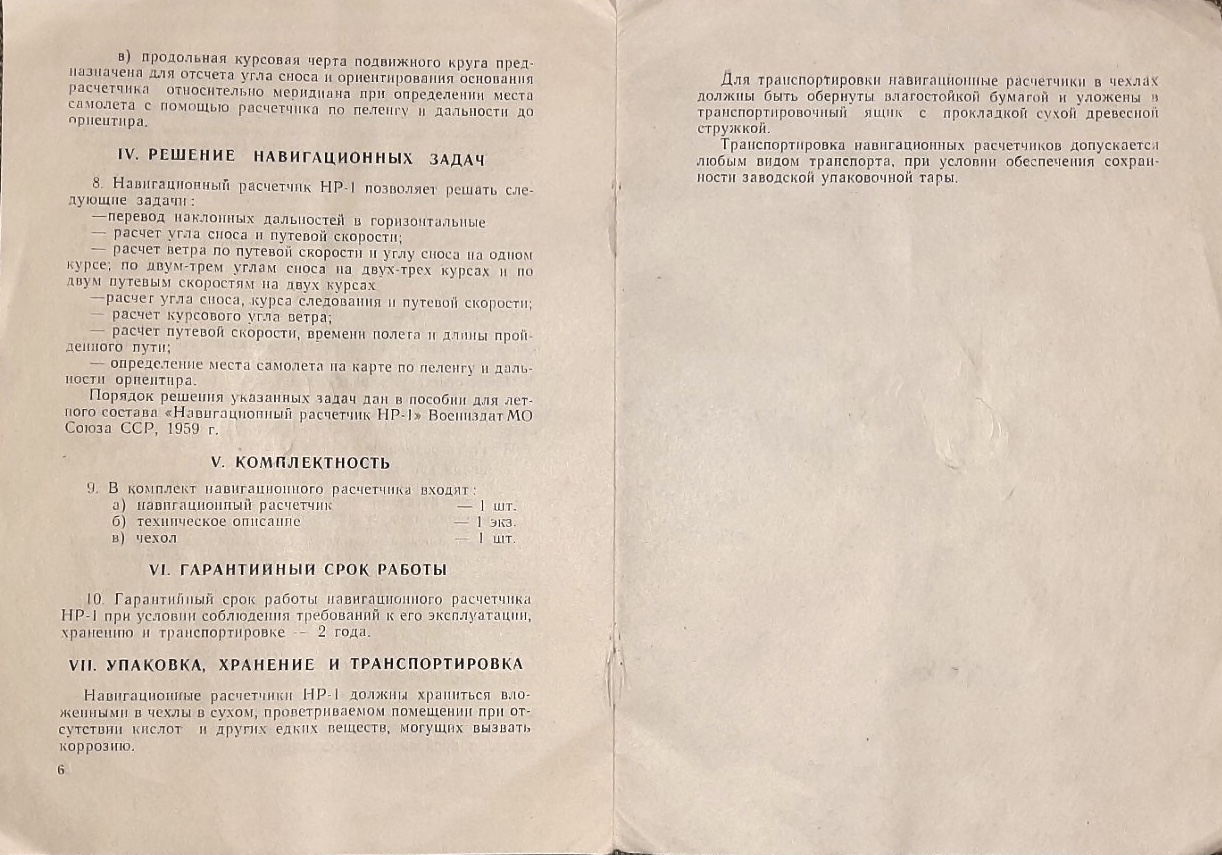 в) продольная курсовая черта подвижного круга пред-
назначена для отсчета угла сноса и ориентирования основания
расчетчика относительно меридиана при определении места
самолета с помощью расчетчика по пеленгу и дальности до
ориентира.
IV. РЕШЕНИЕ НАВИГАЦИОННЫХ ЗАДАЧ
8. Навигационный расчетчик НР-1 позволяет решать сле-
дующие задачи:
—перевод наклонных дальностей в горизонтальные
— расчет угла сноса и путевой скорости;
— расчет ветра по путевой скорости и углу сноса на одном
курсе; по двум-трем углам сноса на двух-трех курсах и по
двум путевым скоростям на двух курсах
—расчет угла сноса, курса следования и путевой скорости;
— расчет курсового угла ветра;
— расчет путевой скорости, времени полета и длины прой-
денного пути;
— определение места самолета на карте по пеленгу и даль-
ности ориентира.
Порядок решения указанных задач дан в пособии для лет-
ного состава «Навигационный расчетчик НР-1» Воениздат МО
Союза ССР, 1959 г.
V. КОМПЛЕКТНОСТЬ
9. В комплект навигационного расчетчика входят:
а) навигационный расчетчик — 1 шт.
б) техническое описание — 1 экз.
в) чехол — 1 шт.
VI. ГАРАНТИЙНЫЙ СРОК РАБОТЫ
10. Гарантийный срок работы навигационного расчетчика
НР-1 при условии соблюдения требований к его эксплуатации,
хранению и транспортировке — 2 года.
VII. УПАКОВКА, ХРАНЕНИЕ И ТРАНСПОРТИРОВКА
Навигационные расчетчики НР-1 должны храниться вло-
женными в чехлы в сухом, проветриваемом помещении при от-
сутствии кислот и других едких веществ, могущих вызвать
коррозию.
6
Для транспортировки навигационные расчетчики в чехлах
должны быть обернуты влагостойкой бумагой и уложены в
транспортировочный ящик с прокладкой сухой древесной
стружкой.
Транспортировка навигационных расчетчиков допускается
любым видом транспорта, при условии обеспечения сохран-
ности заводской упаковочной тары.